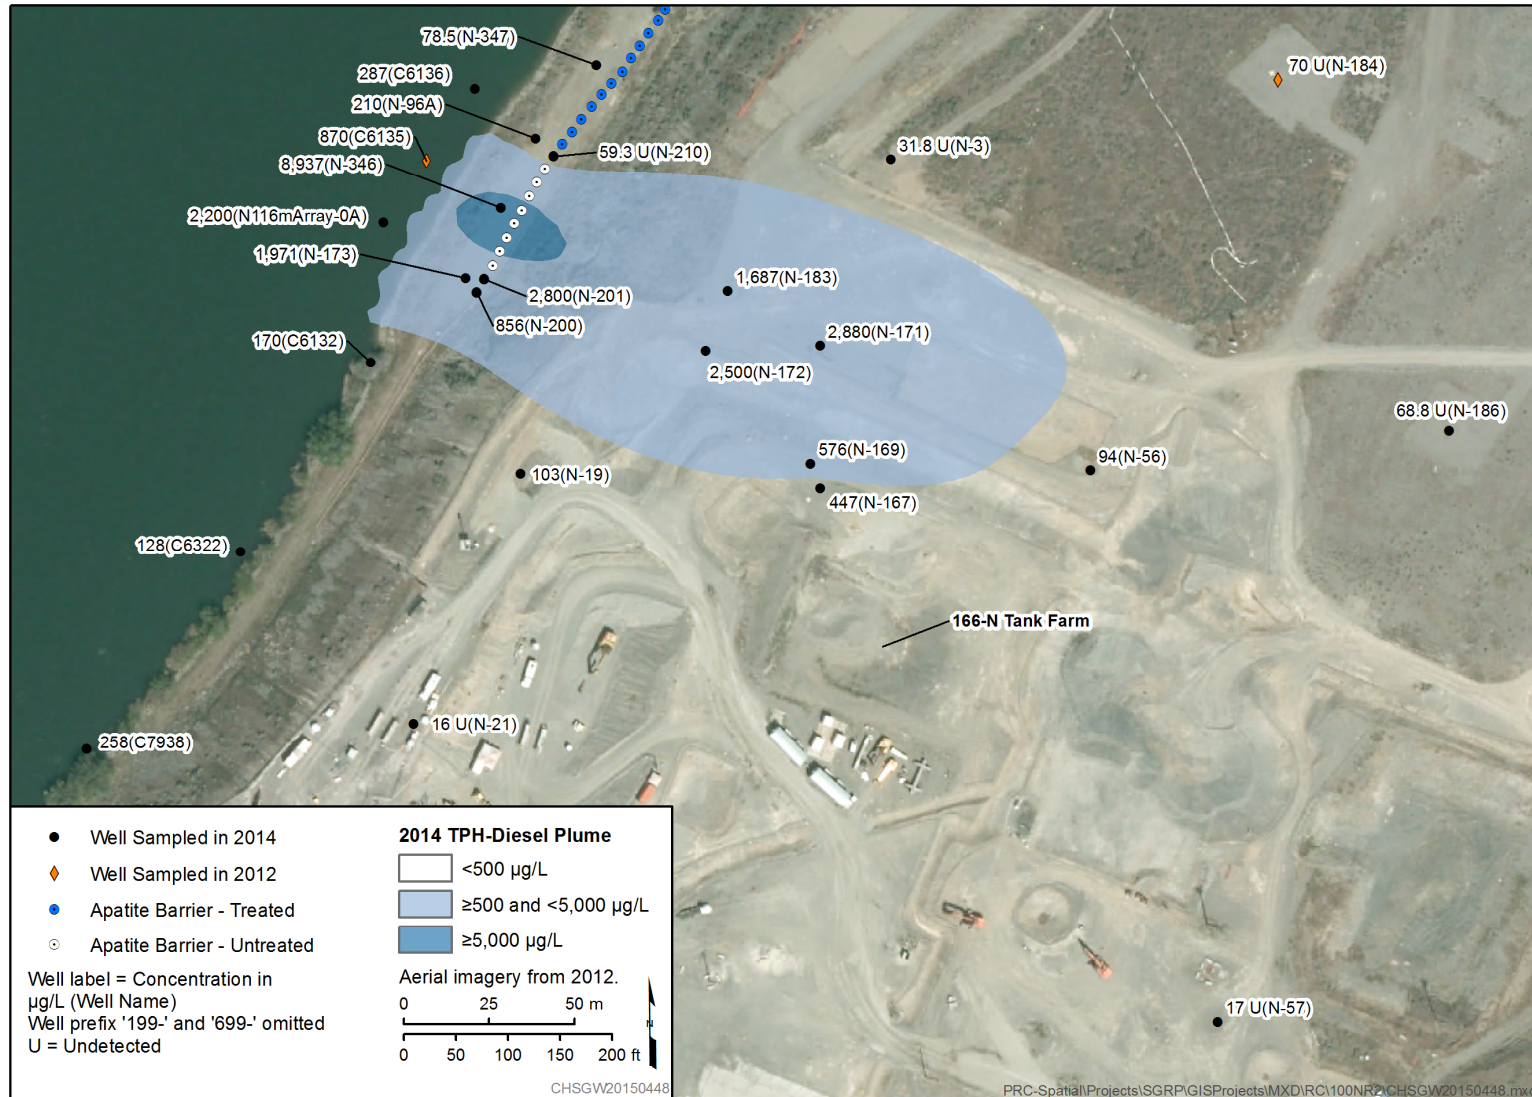 78.5(N-347)
287(C6136)
210(N-96A)
870(C6135)
8,937(N-346)
59.3 U(N-210)
31.8 U(N-3)
70 U(N-184)
2,200(N116mArray-0A)
1,971(N-173)
2,800(N-201)
856(N-200)
1,687(N-183)
2,880(N-171)
2,500(N-172)
170(C6132)
68.8 U(N-186)
576(N-169)
94(N-56)
103(N-19)
447(N-167)
128(C6322)
166-N Tank Farm
16 U(N-21)
258(C7938)
17 U(N-57)
Well Sampled in 2014
Well Sampled in 2012
Apatite Barrier - Treated
Apatite Barrier - Untreated
Well label = Concentration in
µg/L (Well Name)
Well prefix '199-' and '699-' omitted
U = Undetected
2014 TPH-Diesel Plume
<500 µg/L
≥500 and <5,000 µg/L
≥5,000 µg/L
Aerial imagery from 2012.
0 25 50 m
0 50 100 150 200 ft
N
CHSGW20150448
PRC-Spatial\Projects\SGRP\GISProjects\MXD\RC\100NR2\CHSGW20150448.mxd